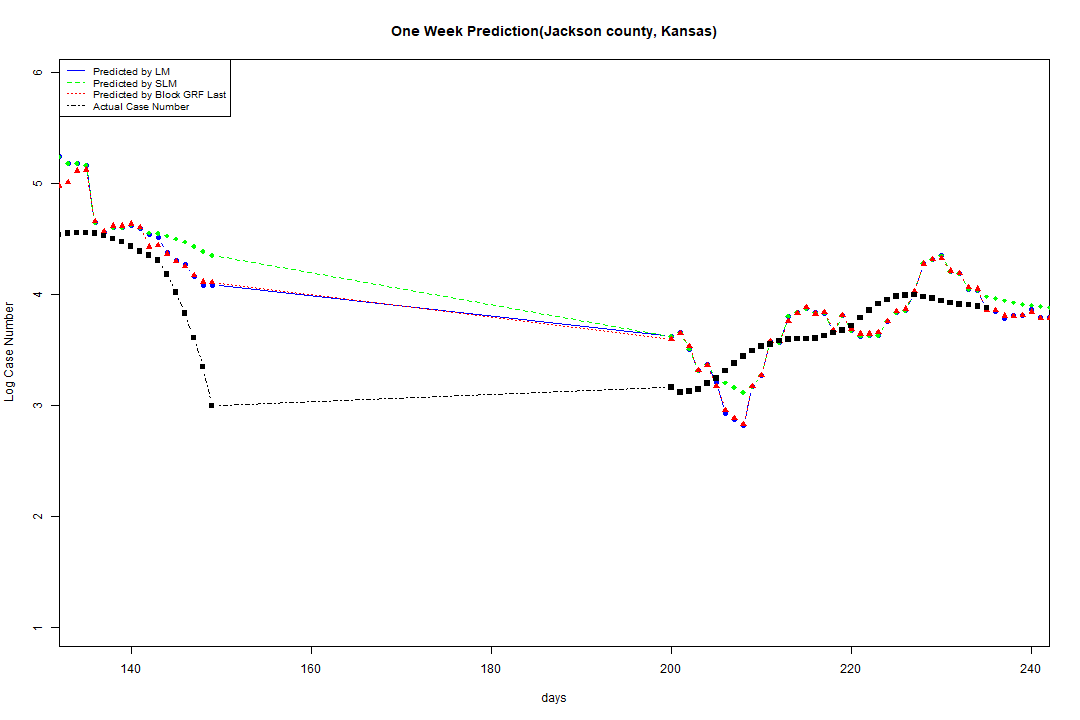 One Week Prediction(Jackson county, Kansas)
Predicted by LM
Predicted by SLM
Predicted by Block GRF Last
Actual Case Number
Log Case Number
6
5
4
3
2
1
140 160 180 200 220 240
days